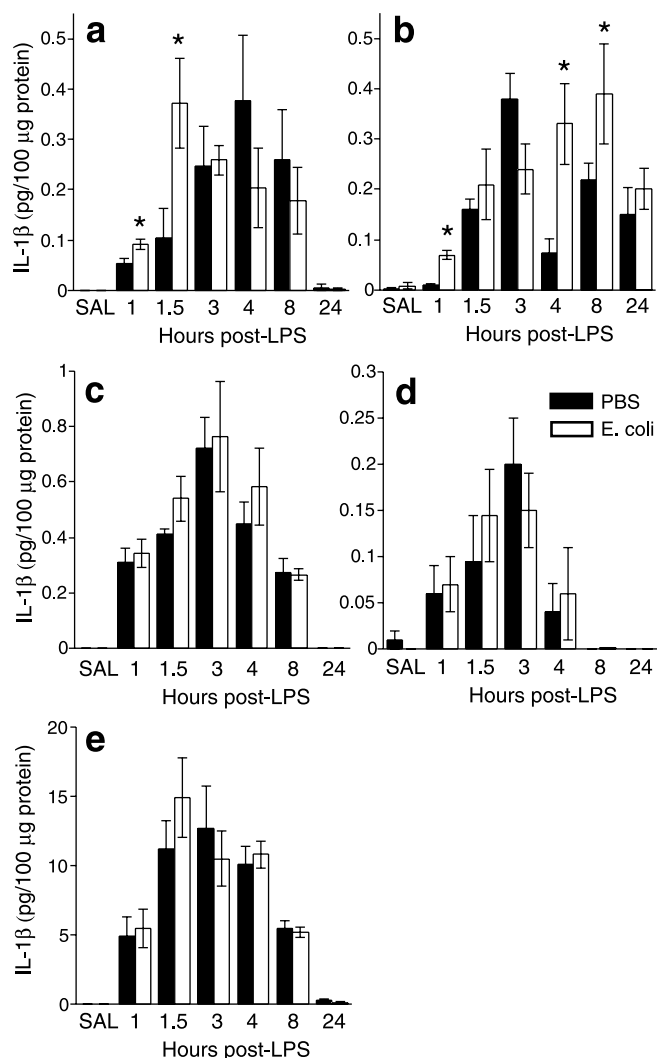 a
b
IL-1β (pg/100 μg protein)
0.5
0.4
0.3
0.2
0.1
0
* *
SAL 1 1.5 3 4 8 24
Hours post-LPS
0.5
0.4
0.3
0.2
0.1
0
* * *
SAL 1 1.5 3 4 8 24
Hours post-LPS
c
d
IL-1β (pg/100 μg protein)
1
0.8
0.6
0.4
0.2
0
SAL 1 1.5 3 4 8 24
Hours post-LPS
0.3
0.25
0.2
0.15
0.1
0.05
0
PBS
E. coli
SAL 1 1.5 3 4 8 24
Hours post-LPS
e
IL-1β (pg/100 μg protein)
20
15
10
5
0
SAL 1 1.5 3 4 8 24
Hours post-LPS